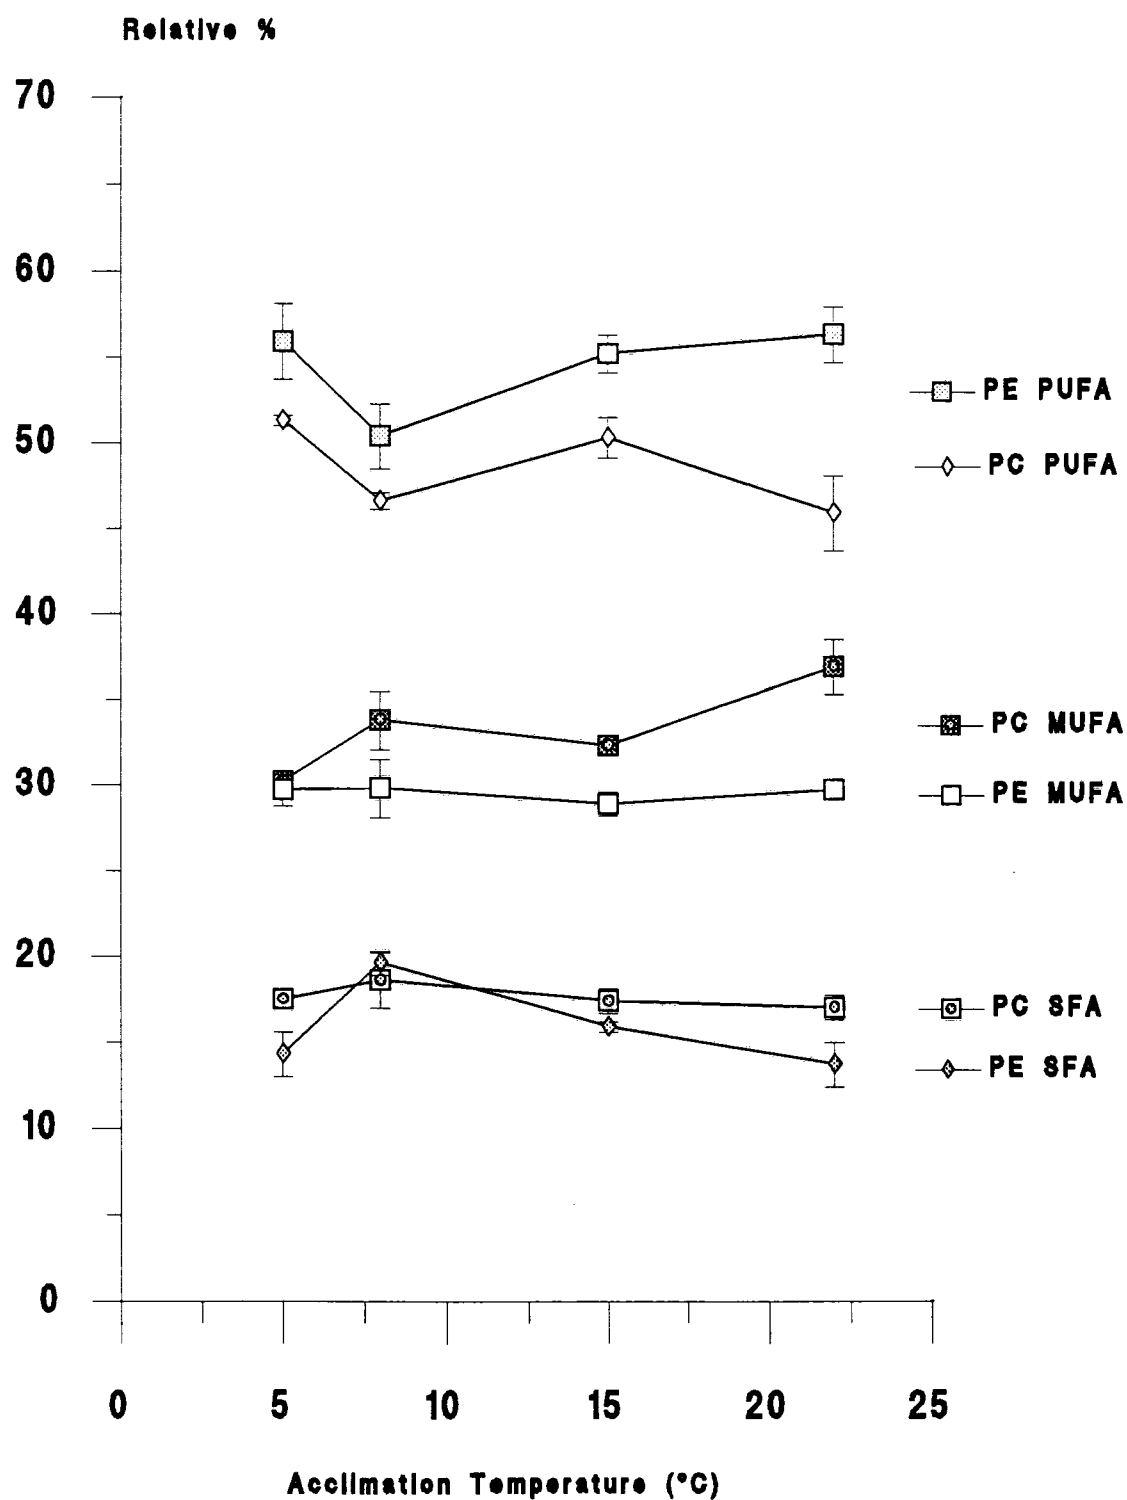 Relative %
70
60
50
40
30
20
10
0
PE PUFA
PC PUFA
PC MUFA
PE MUFA
PC SFA
PE SFA
0 5 10 15 20 25
Acclimation Temperature (°C)